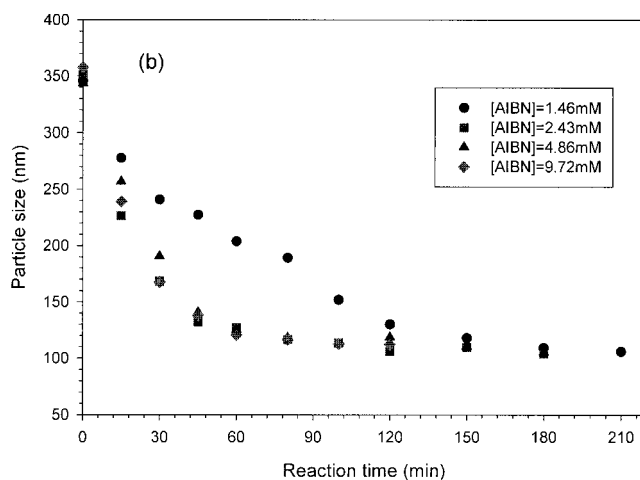 400
(b)
350
300
250
200
150
100
50
Particle size (nm)
[AIBN]=1.46mM
[AIBN]=2.43mM
[AIBN]=4.86mM
[AIBN]=9.72mM
0 30 60 90 120 150 180 210
Reaction time (min)